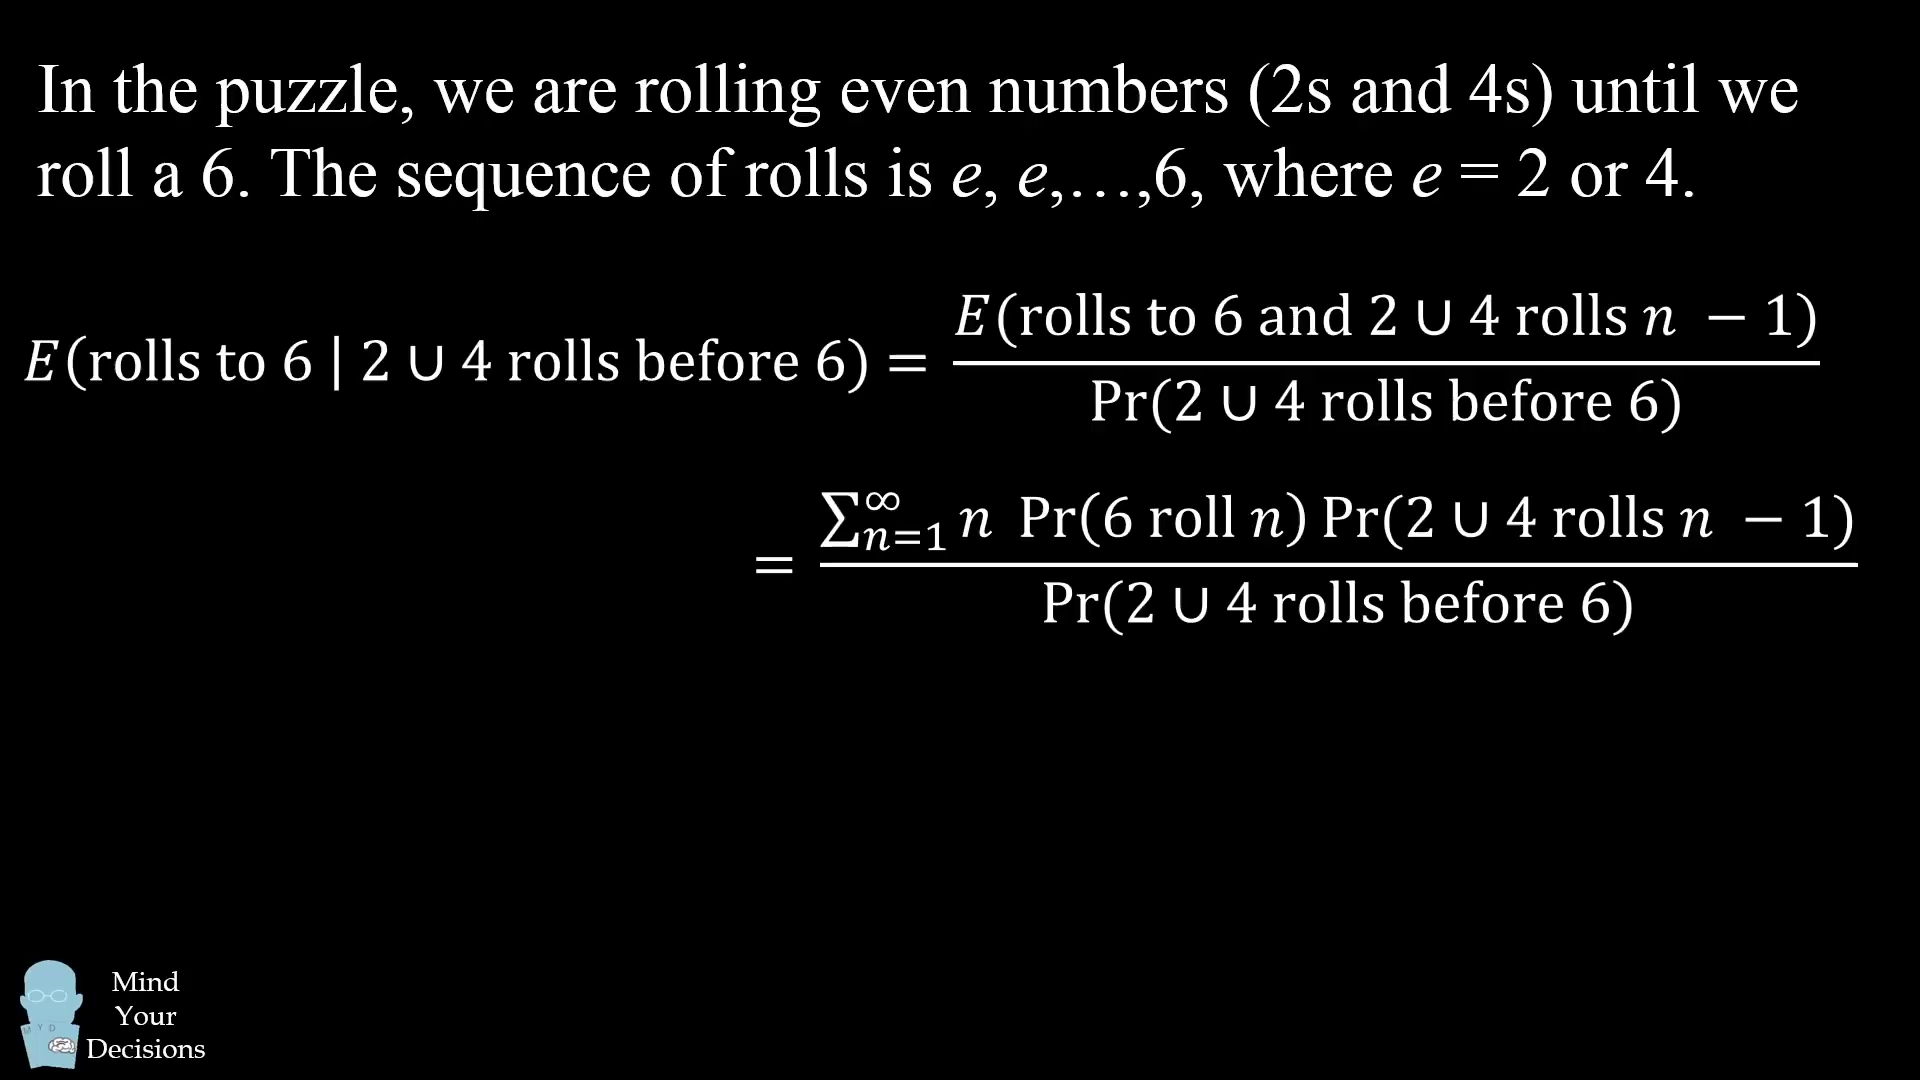 In the puzzle, we are rolling even numbers (2s and 4s) until we
roll a 6. The sequence of rolls is e, e,…,6, where e = 2 or 4.
E(rolls to 6 | 2 ∪ 4 rolls before 6) = E(rolls to 6 and 2 ∪ 4 rolls n − 1)
Pr(2 ∪ 4 rolls before 6)
= ∑∞n=1 n Pr(6 roll n) Pr(2 ∪ 4 rolls n − 1)
Pr(2 ∪ 4 rolls before 6)
M Y D
Mind
Your
Decisions